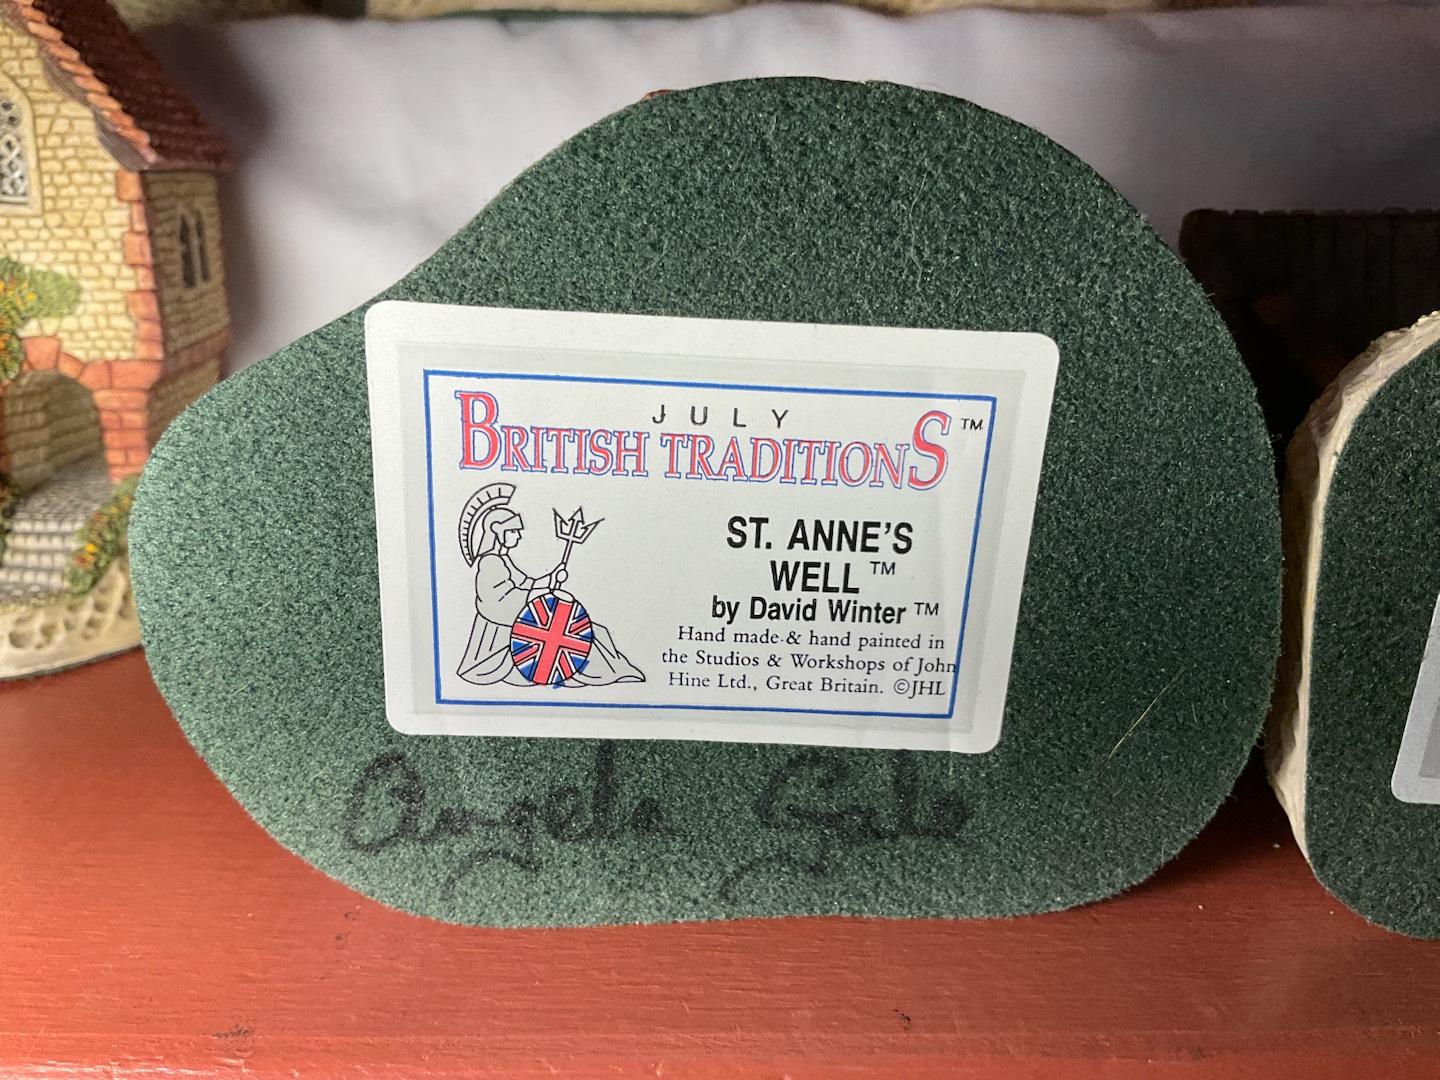 JULY
BRITISH TRADITIONS™
ST. ANNE'S
WELL™
by David Winter™
Hand made & hand painted in
the Studios & Workshops of John
Hine Ltd., Great Britain. ©JHL
Angela Gale